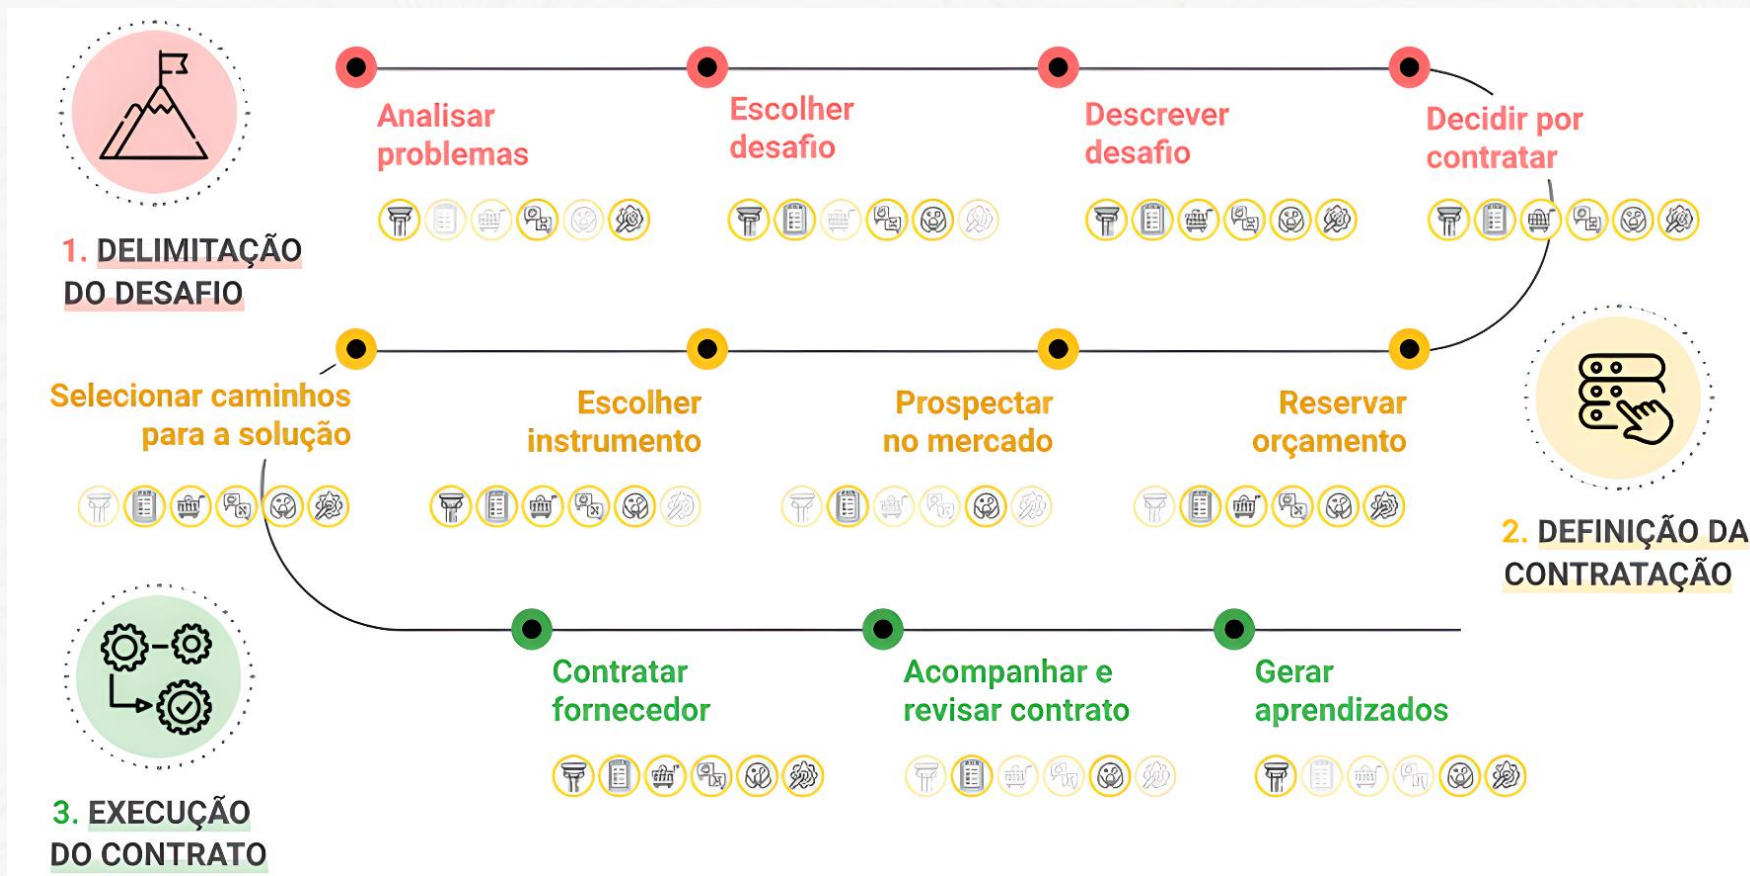 Analisar
problemas
Escolher
desafio
Descrever
desafio
Decidir por
contratar
1. DELIMITAÇÃO
DO DESAFIO
Selecionar caminhos
para a solução
Escolher
instrumento
Prospectar
no mercado
Reservar
orçamento
2. DEFINIÇÃO DA
CONTRATAÇÃO
Contratar
fornecedor
Acompanhar e
revisar contrato
Gerar
aprendizados
3. EXECUÇÃO
DO CONTRATO